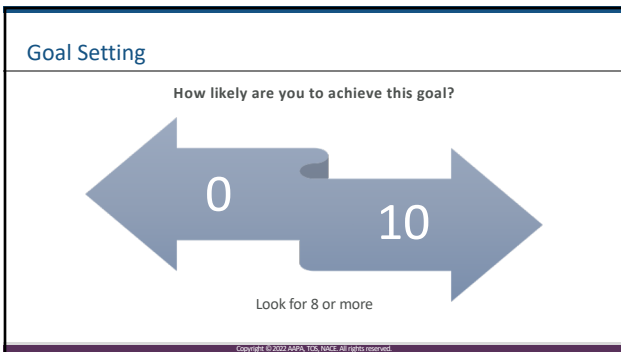 Goal Setting
How likely are you to achieve this goal?
0
10
Look for 8 or more
Copyright © 2022 AAPA, TOS, NACE. All rights reserved.